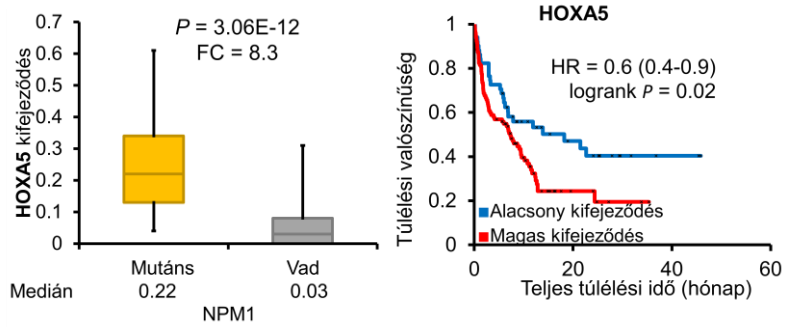 P = 3.06E-12
FC = 8.3
HOXA5 kifejeződés
0.7
0.6
0.5
0.4
0.3
0.2
0.1
0
Mutáns Vad
Medián 0.22 0.03
NPM1
HOXA5
HR = 0.6 (0.4-0.9)
logrank P = 0.02
Túlélési valószínűség
1
0.8
0.6
0.4
0.2
0
Alacsony kifejeződés
Magas kifejeződés
0 20 40 60
Teljes túlélési idő (hónap)